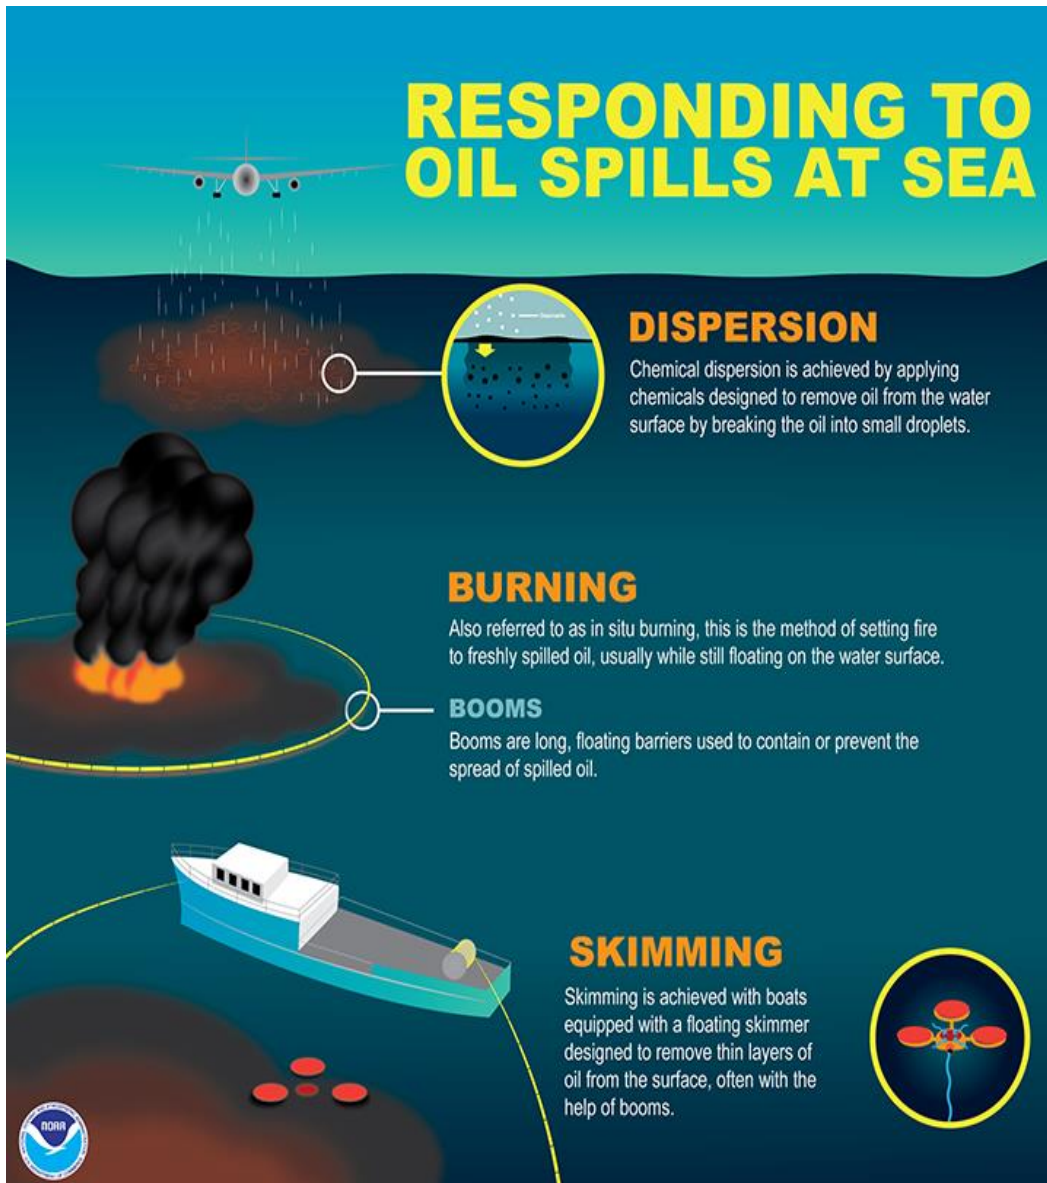 RESPONDING TO
OIL SPILLS AT SEA
DISPERSION
Chemical dispersion is achieved by applying
chemicals designed to remove oil from the water
surface by breaking the oil into small droplets.
BURNING
Also referred to as in situ burning, this is the method of setting fire
to freshly spilled oil, usually while still floating on the water surface.
BOOMS
Booms are long, floating barriers used to contain or prevent the
spread of spilled oil.
SKIMMING
Skimming is achieved with boats
equipped with a floating skimmer
designed to remove thin layers of
oil from the surface, often with the
help of booms.
NOAA